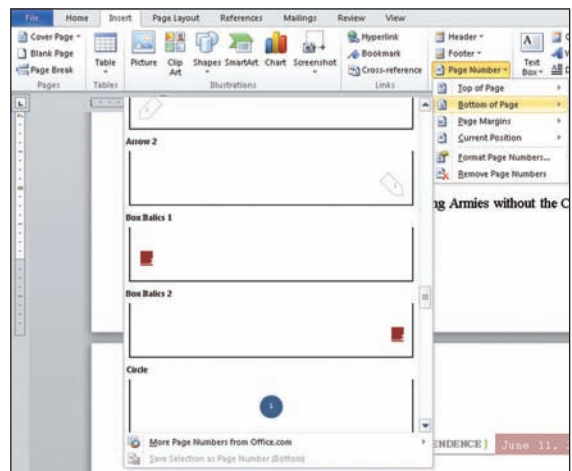 File Home Insert Page Layout References Mailings Review View
Cover Page
Blank Page
Page Break
Pages
Table
Tables
Picture Clip Art Shapes SmartArt Chart Screenshot
Illustrations
Hyperlink
Bookmark
Cross-reference
Links
Header
Footer
Page Number
Text Box
Top of Page
Bottom of Page
Page Margins
Current Position
Format Page Numbers...
Remove Page Numbers
Arrow 2
Box Italics 1
Box Italics 2
Circle
1
More Page Numbers from Office.com
Save Selection as Page Number (Bottom)
ng Armies without the C
ENDENCE] June 11,